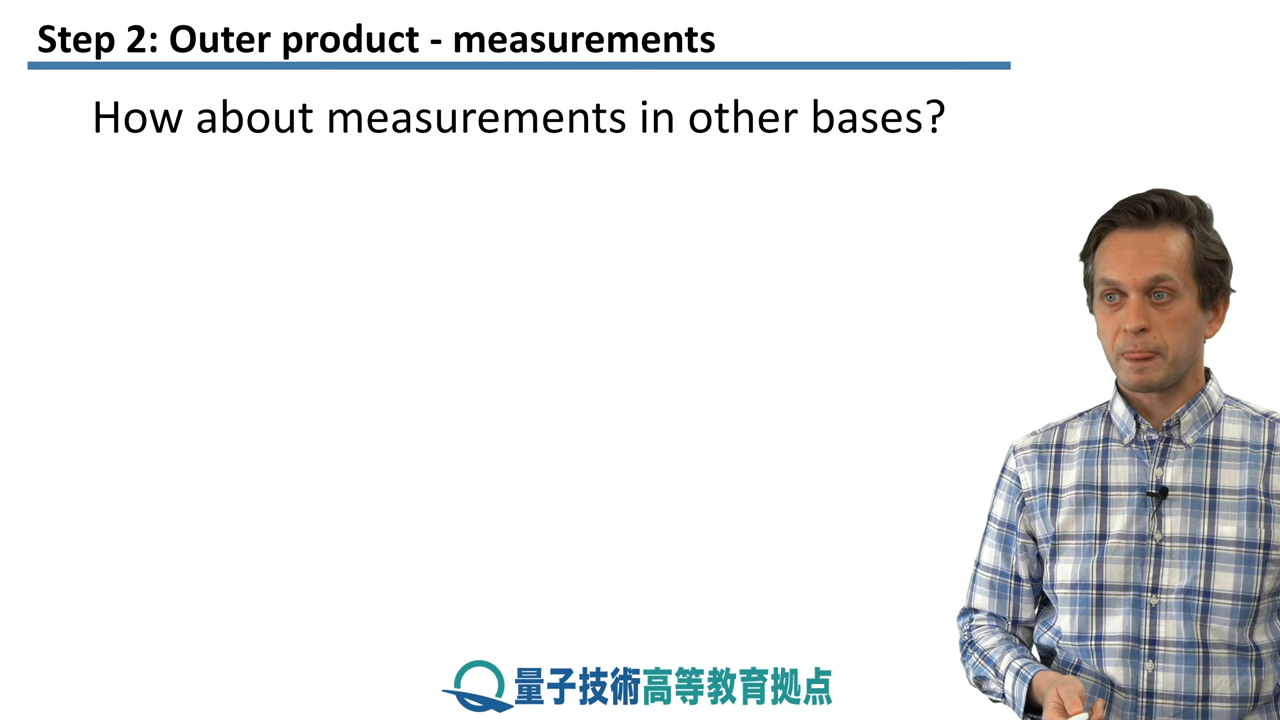 Step 2: Outer product - measurements
How about measurements in other bases?
量子技術高等教育拠点